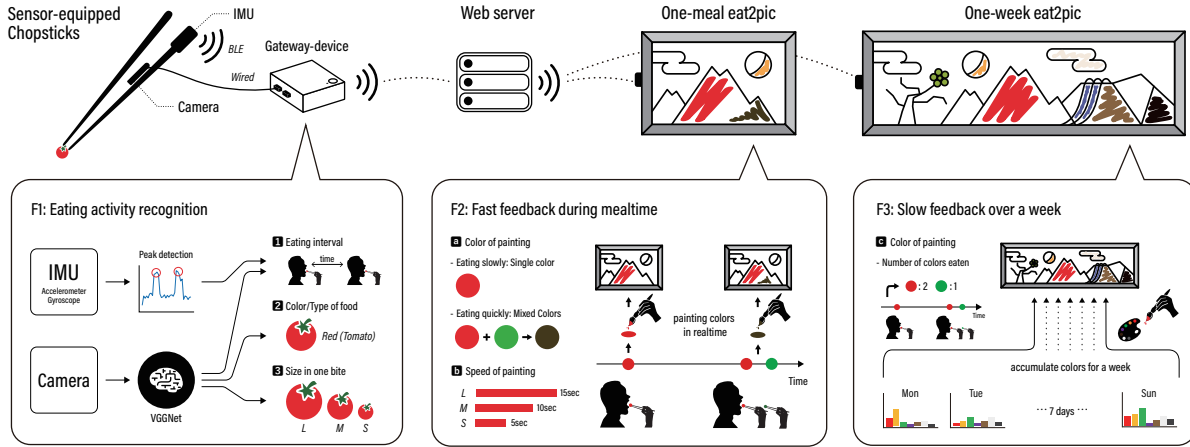 Sensor-equipped
Chopsticks
IMU
BLE
Gateway-device
Wired
Camera
Web server
One-meal eat2pic
One-week eat2pic
F1: Eating activity recognition
IMU
Accelerometer
Gyroscope
Peak detection
Camera
VGGNet
1 Eating interval
time
2 Color/Type of food
Red (Tomato)
3 Size in one bite
L M S
F2: Fast feedback during mealtime
a Color of painting
- Eating slowly: Single color
- Eating quickly: Mixed Colors
+
b Speed of painting
L 15sec
M 10sec
S 5sec
painting colors
in realtime
Time
F3: Slow feedback over a week
c Color of painting
- Number of colors eaten
: 2 : 1
Time
accumulate colors for a week
Mon
Tue
··· 7 days ···
Sun